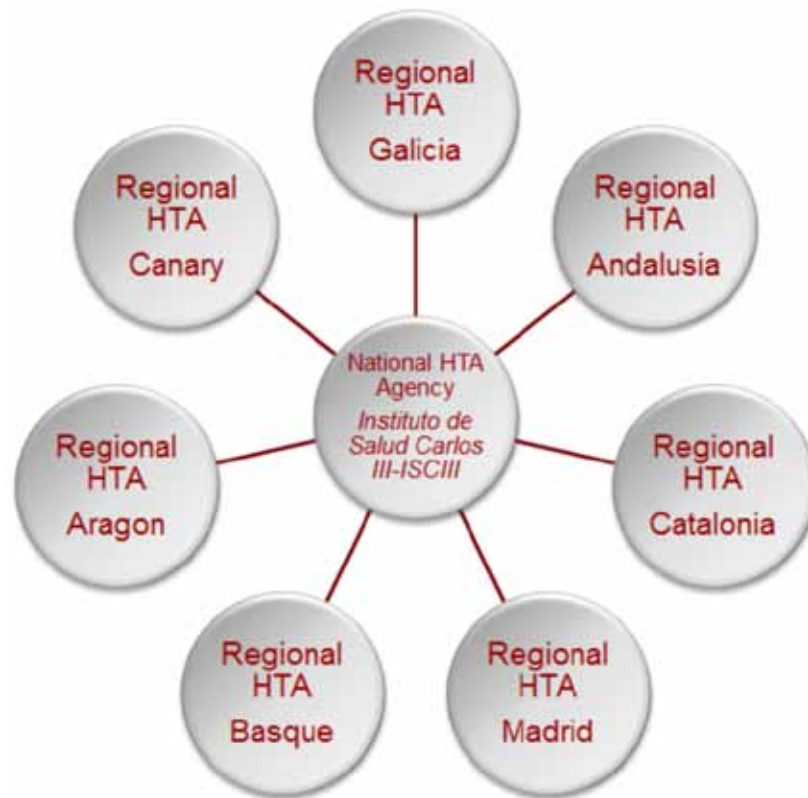 Regional
HTA
Galicia
Regional
HTA
Andalusia
Regional
HTA
Catalonia
Regional
HTA
Madrid
Regional
HTA
Basque
Regional
HTA
Aragon
Regional
HTA
Canary
National HTA
Agency
Instituto de
Salud Carlos
III-ISCIII